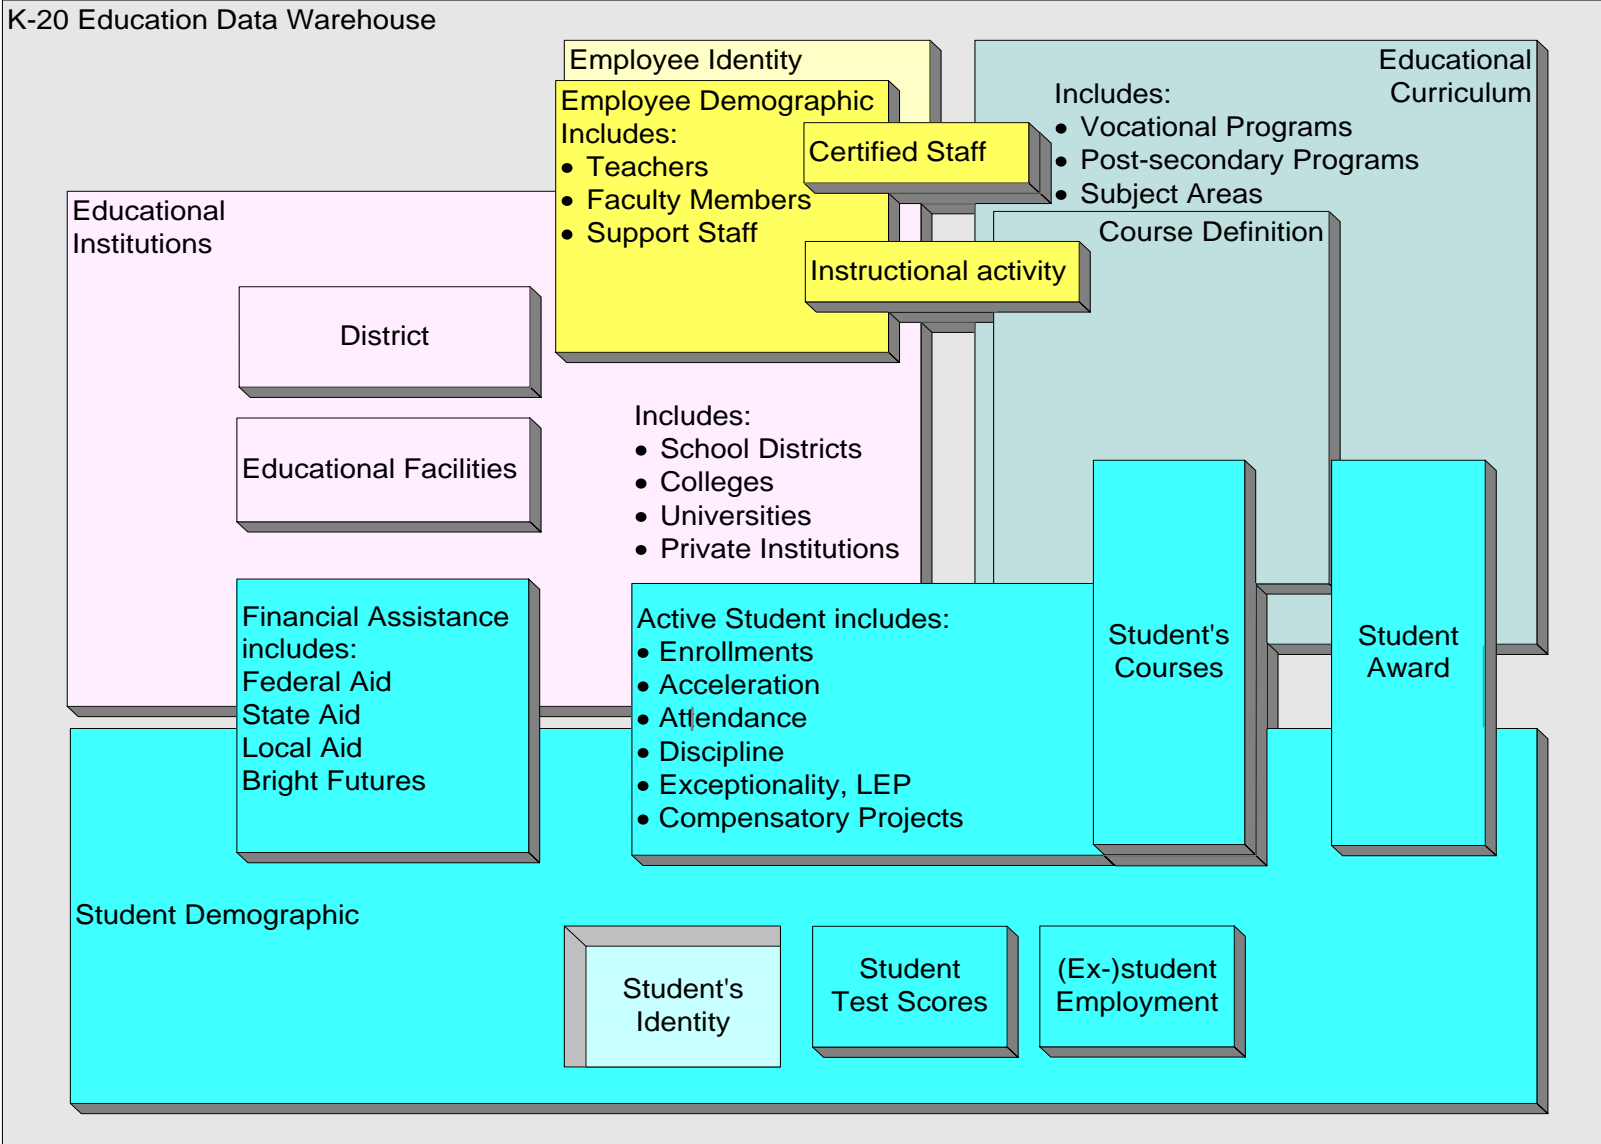 K-20 Education Data Warehouse
Employee Identity
Employee Demographic
Includes:
• Teachers
• Faculty Members
• Support Staff
Certified Staff
Instructional activity
Educational
Curriculum
Includes:
• Vocational Programs
• Post-secondary Programs
• Subject Areas
Course Definition
Educational
Institutions
District
Educational Facilities
Includes:
• School Districts
• Colleges
• Universities
• Private Institutions
Financial Assistance
includes:
Federal Aid
State Aid
Local Aid
Bright Futures
Active Student includes:
• Enrollments
• Acceleration
• Attendance
• Discipline
• Exceptionality, LEP
• Compensatory Projects
Student's
Courses
Student
Award
Student Demographic
Student's
Identity
Student
Test Scores
(Ex-)student
Employment